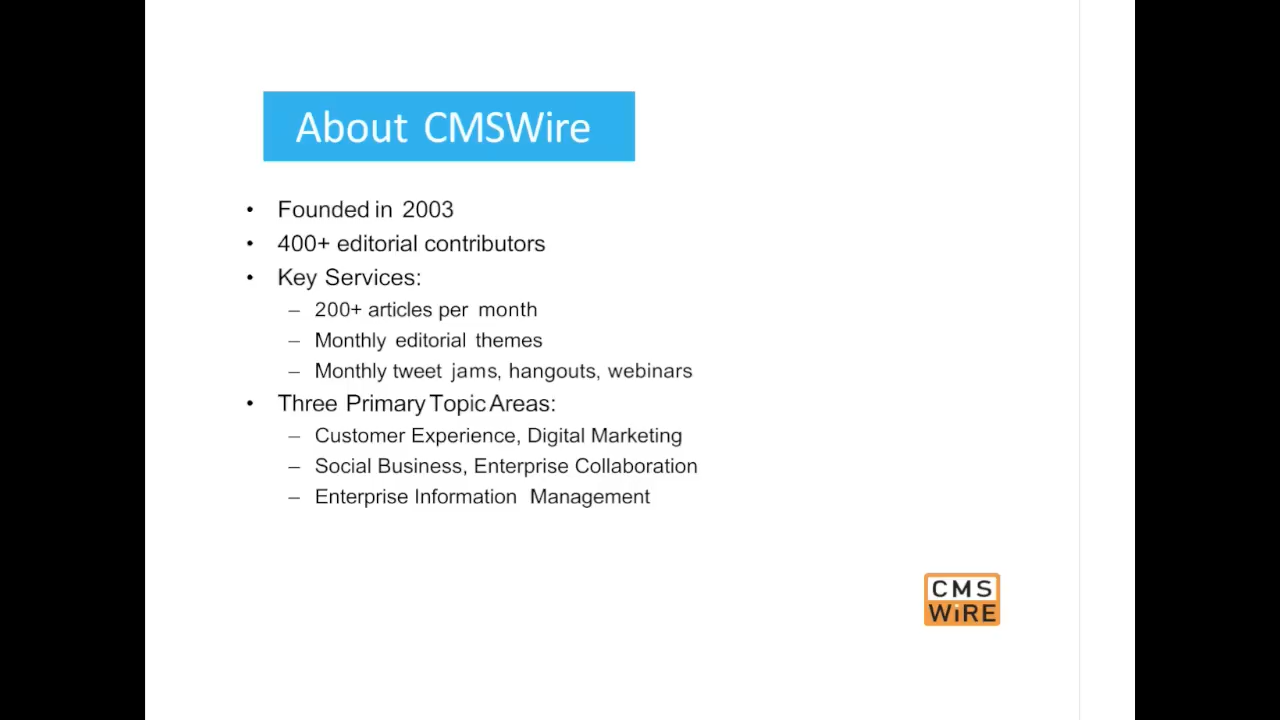 About CMSWire
• Founded in 2003
• 400+ editorial contributors
• Key Services:
– 200+ articles per month
– Monthly editorial themes
– Monthly tweet jams, hangouts, webinars
• Three Primary Topic Areas:
– Customer Experience, Digital Marketing
– Social Business, Enterprise Collaboration
– Enterprise Information Management
CMS
WiRE